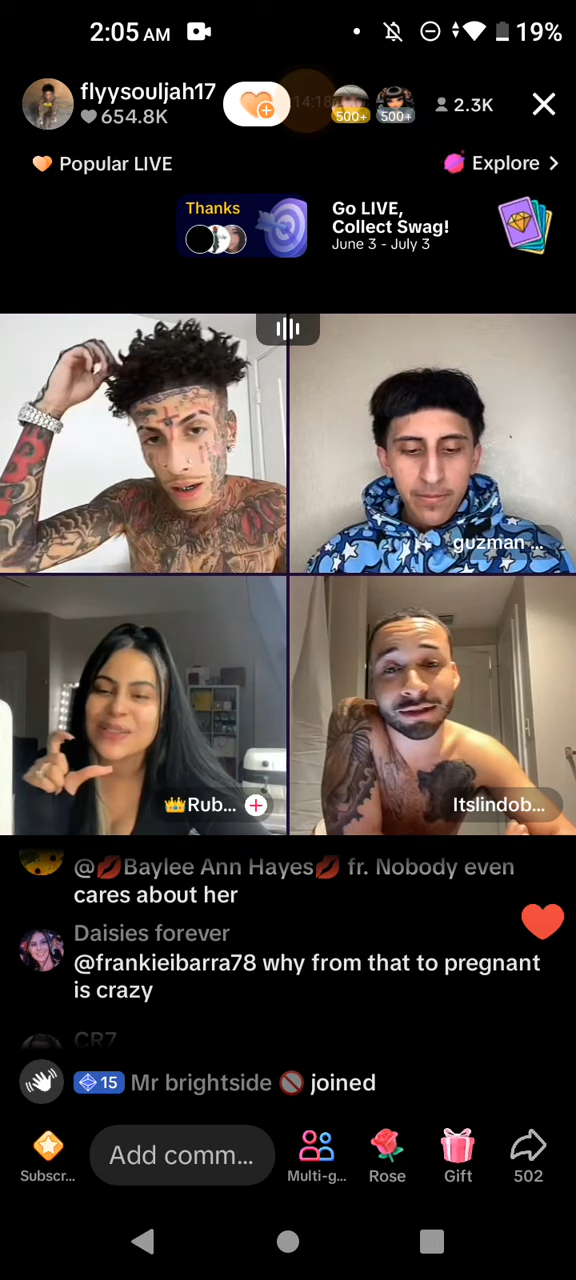 2:05 AM
19%
flyysouljah17
654.8K
14:18
500+
500+
2.3K
Popular LIVE
Explore
Thanks
Go LIVE,
Collect Swag!
June 3 - July 3
guzman ...
👑Rub...
Itslindob...
@💋Baylee Ann Hayes💋 fr. Nobody even
cares about her
Daisies forever
@frankieibarra78 why from that to pregnant
is crazy
CR7
15 Mr brightside 🚫 joined
Add comm...
Subscr...
Multi-g...
Rose
Gift
502